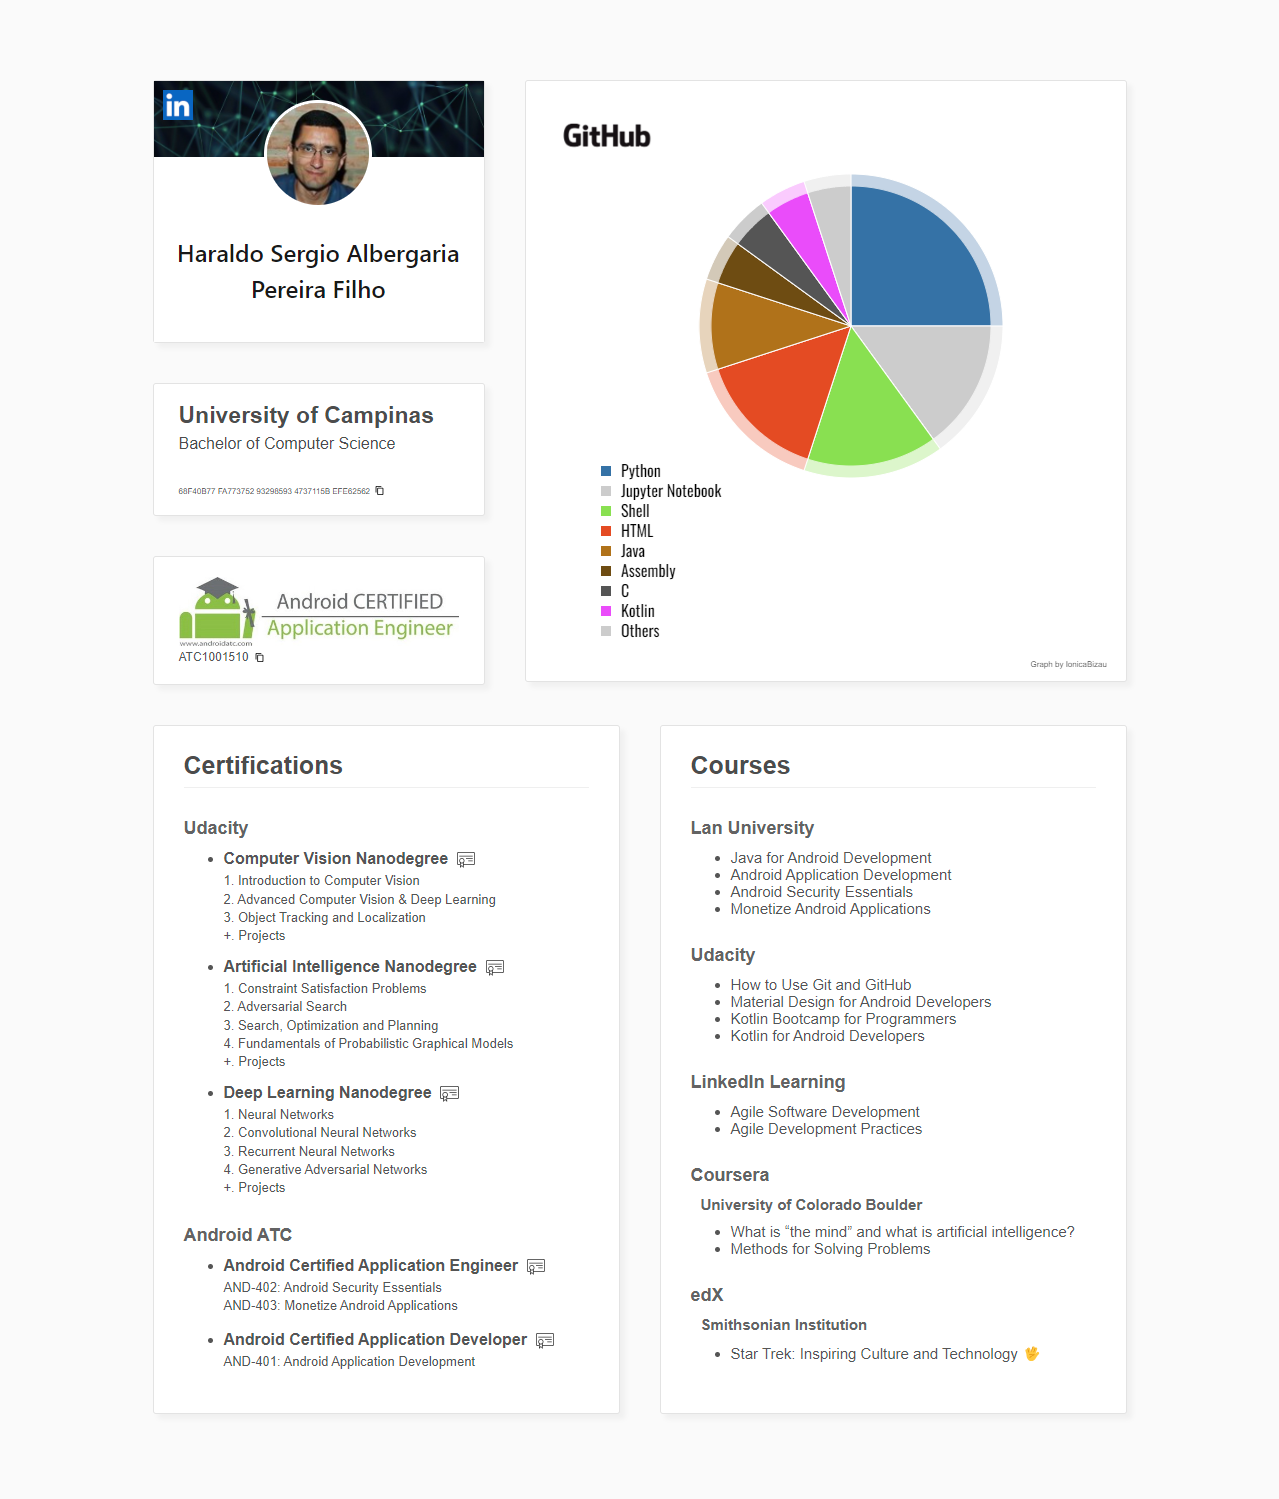 in
Haraldo Sergio Albergaria
Pereira Filho
University of Campinas
Bachelor of Computer Science
68F40B77 FA773752 93298593 4737115B EFE62562
Android CERTIFIED
Application Engineer
www.androidatc.com
ATC1001510
GitHub
Python
Jupyter Notebook
Shell
HTML
Java
Assembly
C
Kotlin
Others
Graph by IonicaBizau
Certifications
Udacity
• Computer Vision Nanodegree
1. Introduction to Computer Vision
2. Advanced Computer Vision & Deep Learning
3. Object Tracking and Localization
+. Projects
• Artificial Intelligence Nanodegree
1. Constraint Satisfaction Problems
2. Adversarial Search
3. Search, Optimization and Planning
4. Fundamentals of Probabilistic Graphical Models
+. Projects
• Deep Learning Nanodegree
1. Neural Networks
2. Convolutional Neural Networks
3. Recurrent Neural Networks
4. Generative Adversarial Networks
+. Projects
Android ATC
• Android Certified Application Engineer
AND-402: Android Security Essentials
AND-403: Monetize Android Applications
• Android Certified Application Developer
AND-401: Android Application Development
Courses
Lan University
• Java for Android Development
• Android Application Development
• Android Security Essentials
• Monetize Android Applications
Udacity
• How to Use Git and GitHub
• Material Design for Android Developers
• Kotlin Bootcamp for Programmers
• Kotlin for Android Developers
LinkedIn Learning
• Agile Software Development
• Agile Development Practices
Coursera
University of Colorado Boulder
• What is “the mind” and what is artificial intelligence?
• Methods for Solving Problems
edX
Smithsonian Institution
• Star Trek: Inspiring Culture and Technology 🖖